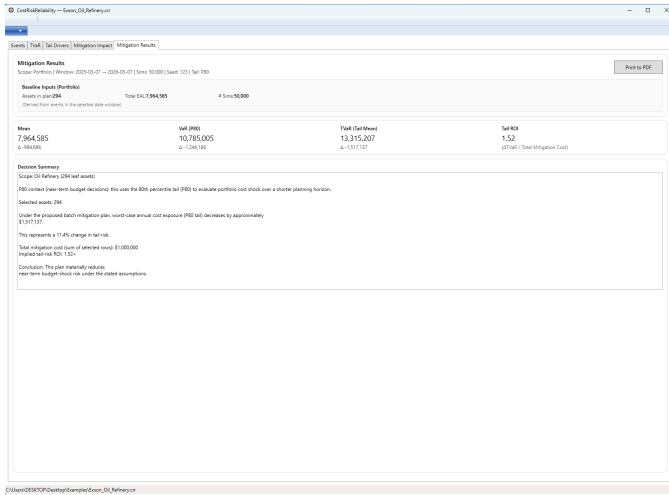 CostRiskReliability — Exxon_Oil_Refinery.crr
Events TVaR Tail Drivers Mitigation Impact Mitigation Results
Mitigation Results
Scope: Portfolio | Window: 2025-03-07 — 2026-03-07 | Sims: 50,000 | Seed: 123 | Tail: P80
Print to PDF
Baseline Inputs (Portfolio)
Assets in plan:294 Total EAL:7,964,585 # Sims:50,000
(Derived from events in the selected date window)
Mean VaR (P80) TVaR (Tail Mean) Tail ROI
7,964,585 10,785,005 13,315,207 1.52
Δ -994,696 Δ -1,246,186 Δ -1,517,137 (ΔTVaR / Total Mitigation Cost)
Decision Summary
Scope: Oil Refinery (294 leaf assets)
P80 context (near-term budget decisions): this uses the 80th percentile tail (P80) to evaluate portfolio cost shock over a shorter planning horizon.
Selected assets: 294
Under the proposed batch mitigation plan, worst-case annual cost exposure (P80 tail) decreases by approximately
$1,517,137.
This represents a 11.4% change in tail risk.
Total mitigation cost (sum of selected rows): $1,000,000
Implied tail-risk ROI: 1.52×
Conclusion: This plan materially reduces
near-term budget-shock risk under the stated assumptions.
C:\Users\DESKTOP\Desktop\Examples\Exxon_Oil_Refinery.crr